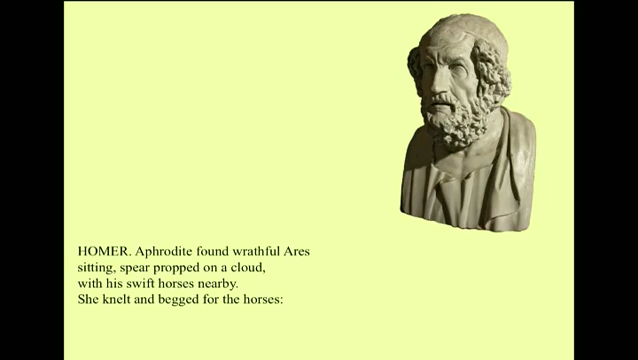 HOMER. Aphrodite found wrathful Ares
sitting, spear propped on a cloud,
with his swift horses nearby.
She knelt and begged for the horses: